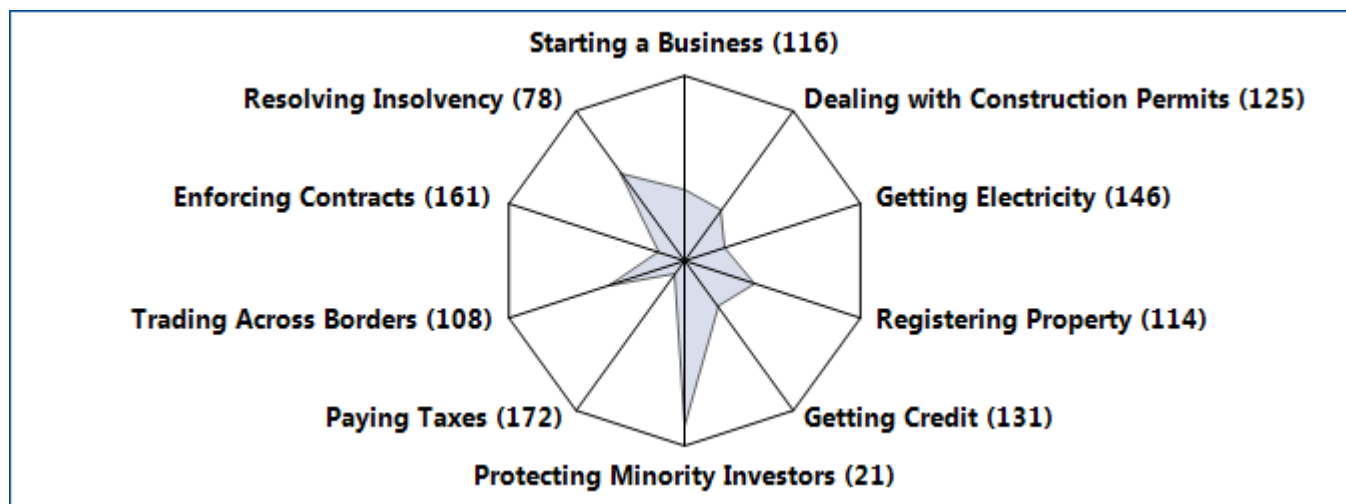 Starting a Business (116)
Resolving Insolvency (78)
Dealing with Construction Permits (125)
Enforcing Contracts (161)
Getting Electricity (146)
Trading Across Borders (108)
Registering Property (114)
Paying Taxes (172)
Getting Credit (131)
Protecting Minority Investors (21)